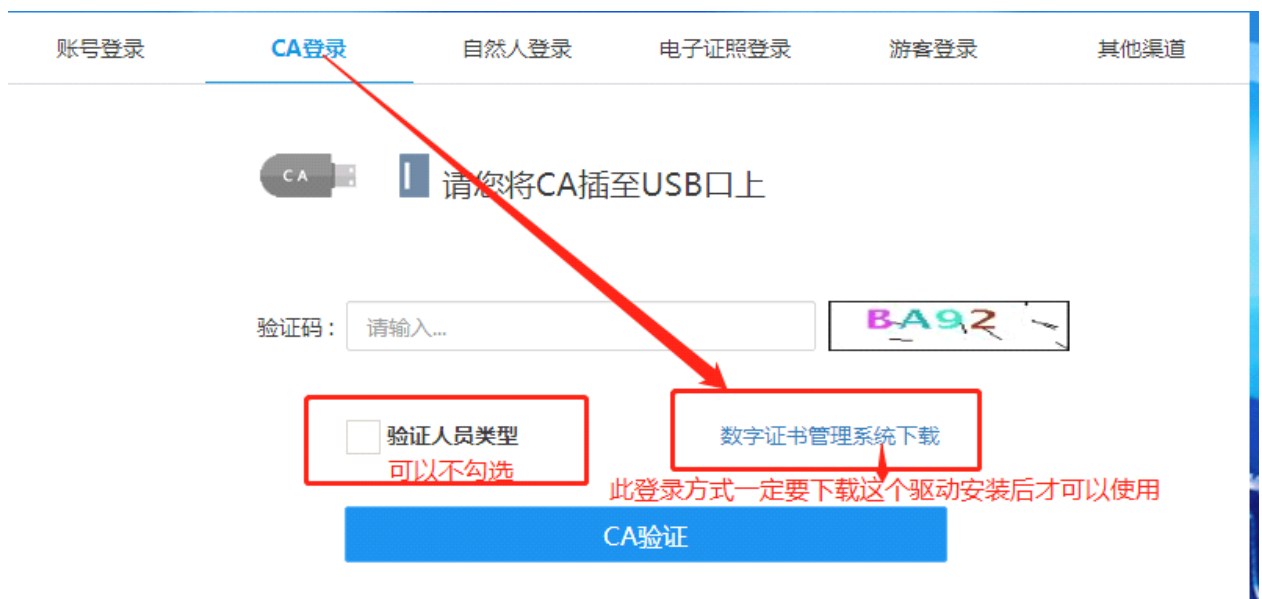 账号登录 CA登录 自然人登录 电子证照登录 游客登录 其他渠道
CA 请您将CA插至USB口上
验证码： 请输入... BA92
验证人员类型 数字证书管理系统下载
可以不勾选
此登录方式一定要下载这个驱动安装后才可以使用
CA验证